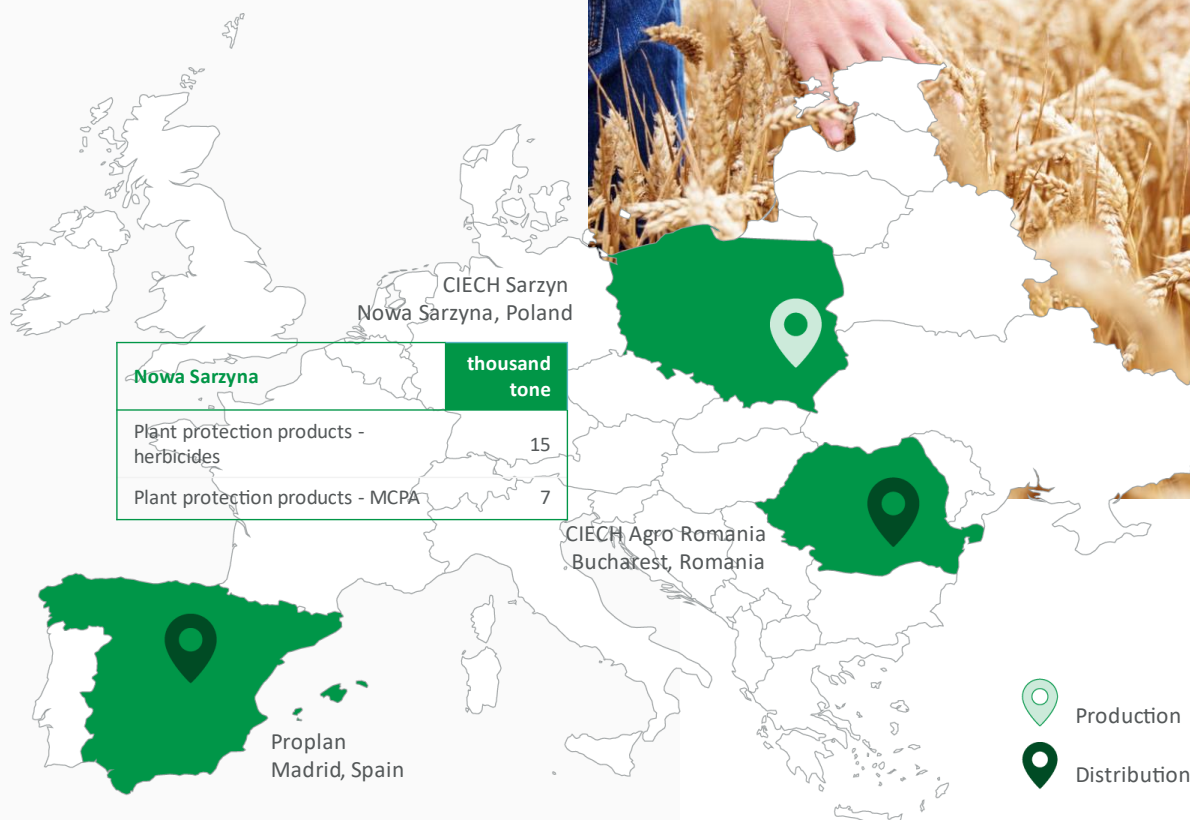 CIECH Sarzyn
Nowa Sarzyna, Poland
Nowa Sarzyna
thousand
tone
Plant protection products -
herbicides
15
Plant protection products - MCPA
7
CIECH Agro Romania
Bucharest, Romania
Proplan
Madrid, Spain
Production
Distribution